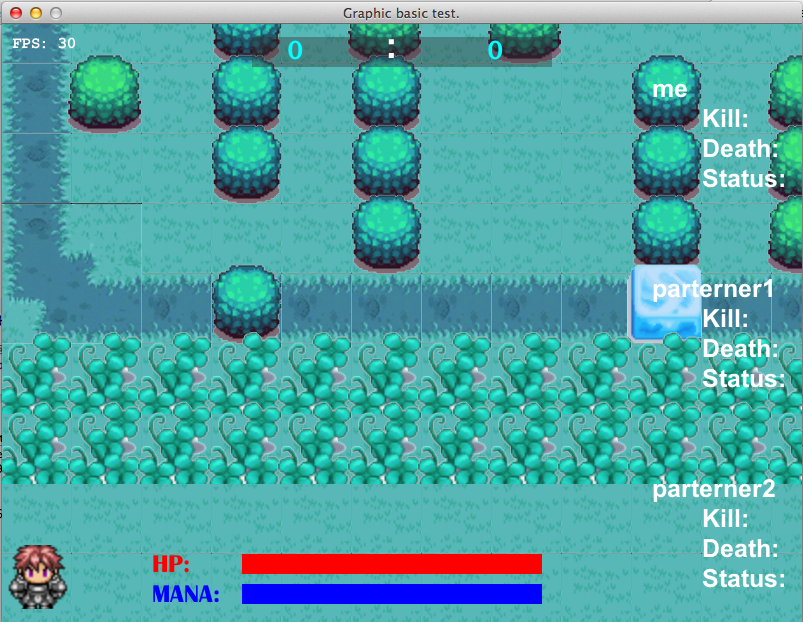 Graphic basic test.
FPS: 30
0 : 0
me
Kill:
Death:
Status:
parterner1
Kill:
Death:
Status:
parterner2
Kill:
Death:
Status:
HP:
MANA: